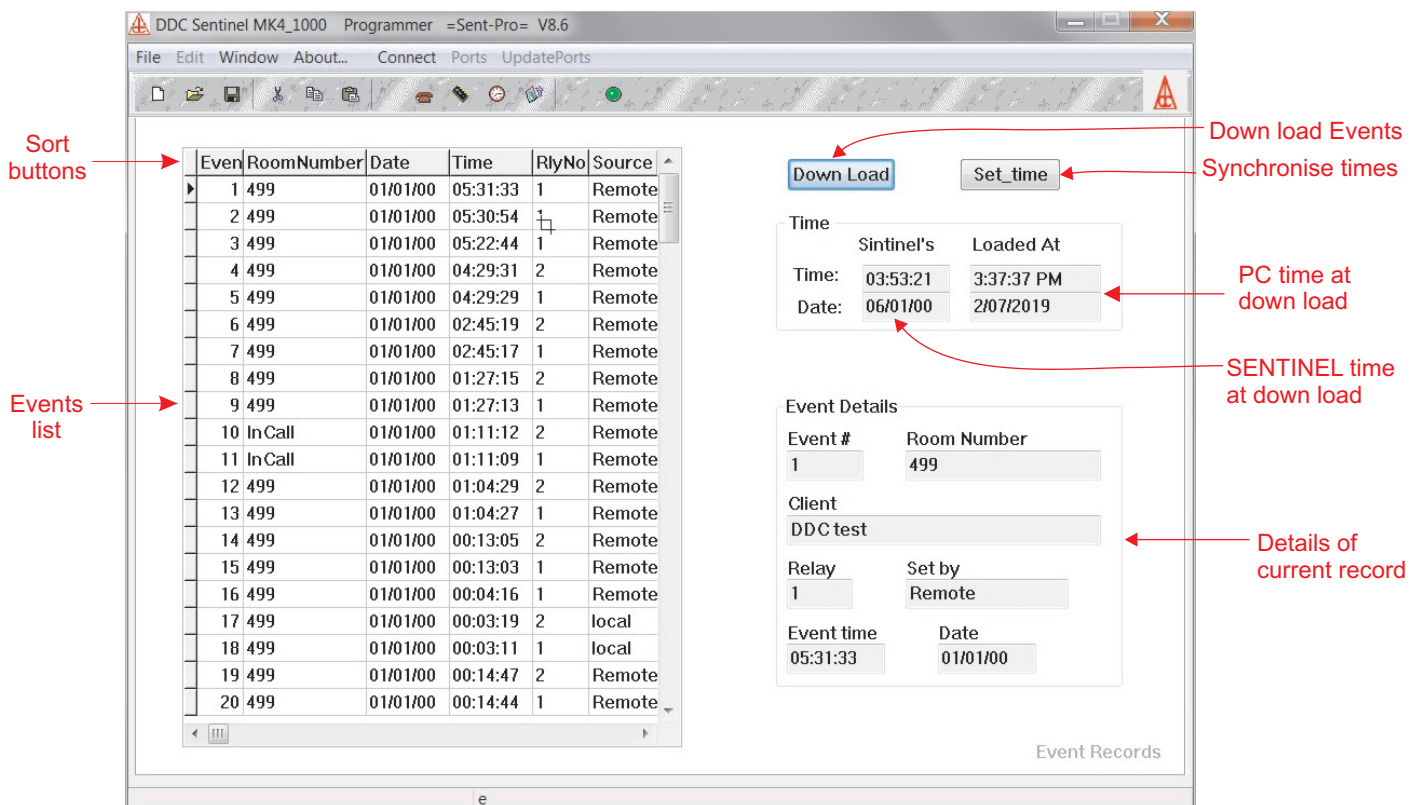 DDC Sentinel MK4_1000 Programmer =Sent-Pro= V8.6
File Edit Window About... Connect Ports UpdatePorts
Sort
buttons
Events
list
Even RoomNumber Date Time RlyNo Source
1 499 01/01/00 05:31:33 1 Remote
2 499 01/01/00 05:30:54 1 Remote
3 499 01/01/00 05:22:44 1 Remote
4 499 01/01/00 04:29:31 2 Remote
5 499 01/01/00 04:29:29 1 Remote
6 499 01/01/00 02:45:19 2 Remote
7 499 01/01/00 02:45:17 1 Remote
8 499 01/01/00 01:27:15 2 Remote
9 499 01/01/00 01:27:13 1 Remote
10 In Call 01/01/00 01:11:12 2 Remote
11 In Call 01/01/00 01:11:09 1 Remote
12 499 01/01/00 01:04:29 2 Remote
13 499 01/01/00 01:04:27 1 Remote
14 499 01/01/00 00:13:05 2 Remote
15 499 01/01/00 00:13:03 1 Remote
16 499 01/01/00 00:04:16 1 Remote
17 499 01/01/00 00:03:19 2 local
18 499 01/01/00 00:03:11 1 local
19 499 01/01/00 00:14:47 2 Remote
20 499 01/01/00 00:14:44 1 Remote
Down Load Set_time
Down load Events
Synchronise times
Time
Sintinel's Loaded At
Time: 03:53:21 3:37:37 PM
Date: 06/01/00 2/07/2019
PC time at
down load
SENTINEL time
at down load
Event Details
Event # Room Number
1 499
Client
DDC test
Relay Set by
1 Remote
Event time Date
05:31:33 01/01/00
Details of
current record
Event Records
e